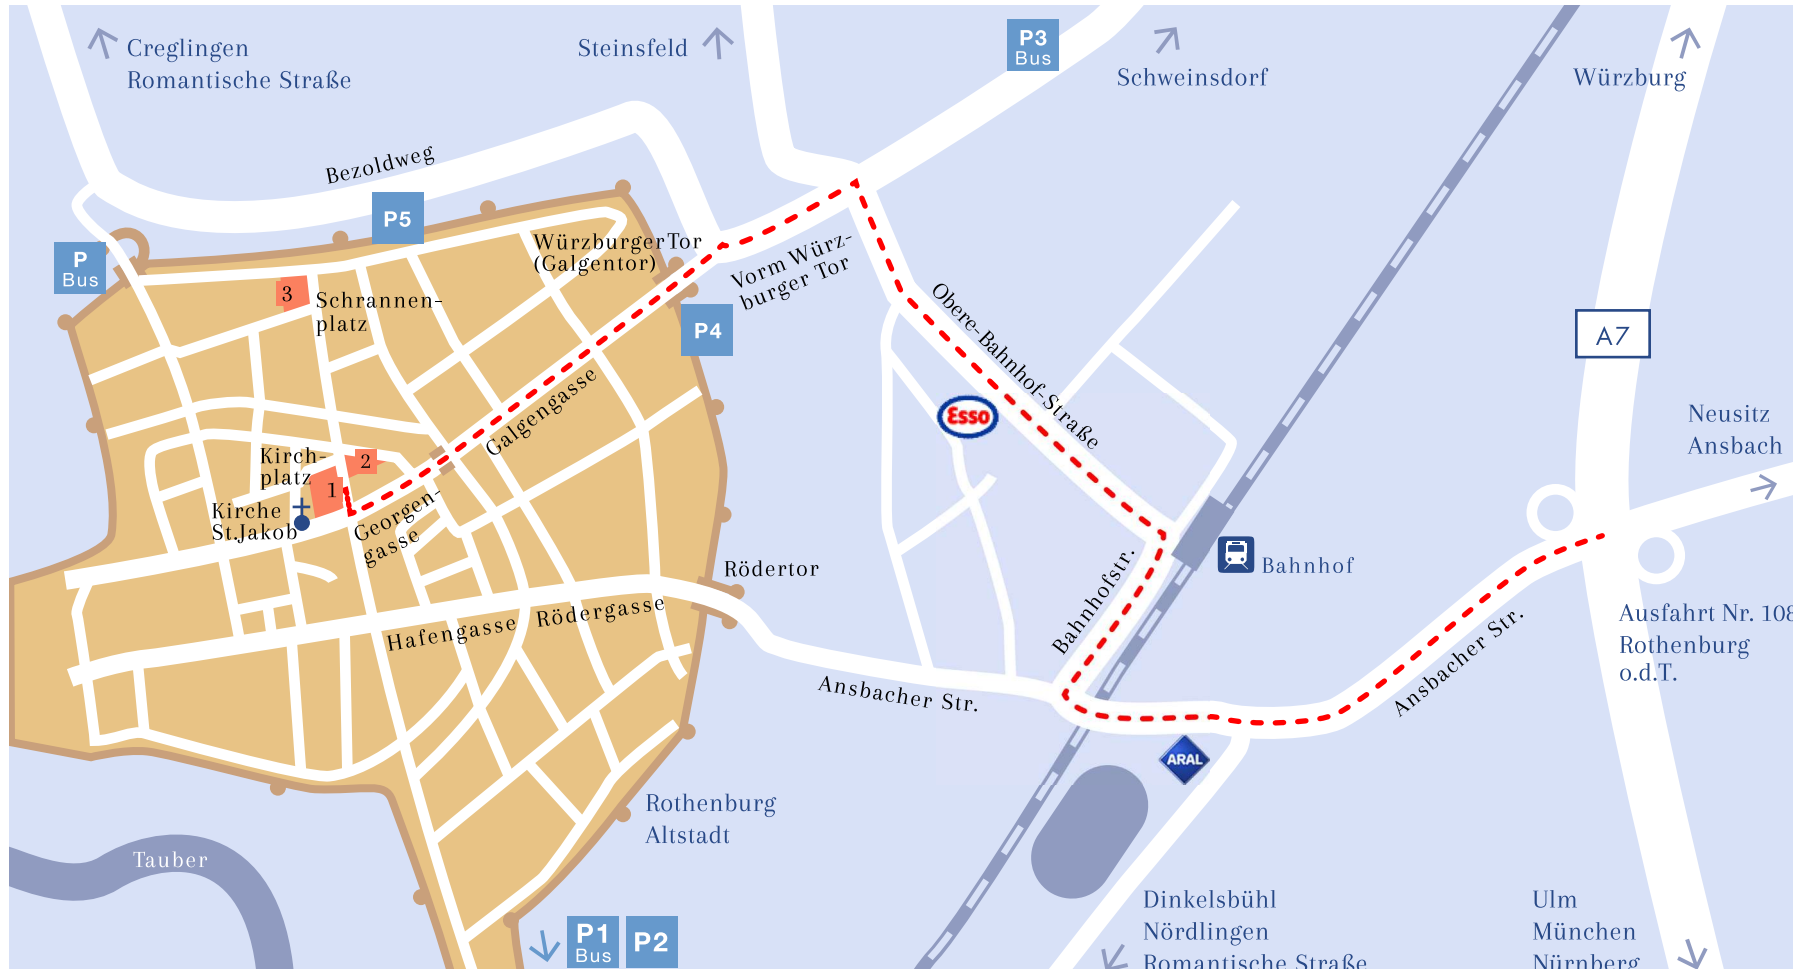 Creglingen
Romantische Straße
Steinsfeld
P3
Bus
Schweinsdorf
Würzburg
Bezoldweg
P5
P
Bus
Würzburger Tor
(Galgentor)
Vorm Würz-
burger Tor
3
Schrannen-
platz
P4
Obere-Bahnhof-Straße
A7
Esso
Galgengasse
Neusitz
Ansbach
Kirch-
platz
2
1
Kirche
St.Jakob
Georgen-
gasse
Bahnhofstr.
Bahnhof
Rödertor
Hafengasse
Rödergasse
Ansbacher Str.
Ansbacher Str.
Ausfahrt Nr. 108
Rothenburg
o.d.T.
ARAL
Rothenburg
Altstadt
Tauber
P1
Bus
P2
Dinkelsbühl
Nördlingen
Romantische Straße
Ulm
München
Nürnberg